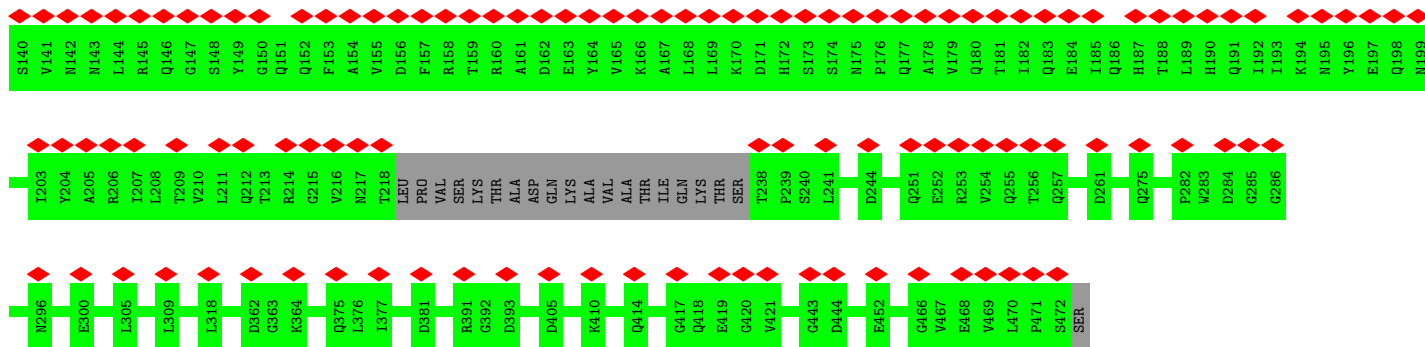 S140 V141 N142 N143 L144 R145 Q146 G147 S148 Y149 G150 Q151 Q152 F153 A154 V155 D156 F157 R158 T159 R160 A161 D162 E163 Y164 V165 K166 A167 L168 L169 K170 D171 H172 S173 S174 N175 P176 Q177 A178 V179 Q180 T181 I182 Q183 E184 I185 Q186 H187 T188 L189 H190 Q191 I192 I193 K194 N195 Y196 E197 Q198 N199
I203 Y204 A205 R206 I207 L208 T209 V210 L211 Q212 T213 R214 G215 V216 N217 T218 LEU PRO VAL SER LYS THR ALA ASP GLN LYS ALA VAL ALA THR ILE GLN LYS THR SER T238 P239 S240 L241 D244 Q251 E252 R253 V254 Q255 T256 Q257 D261 Q275 P282 W283 D284 G285 G286
N296 E300 L305 L309 L318 D362 G363 K364 Q375 L376 I377 D381 R391 G392 D393 D405 K410 Q414 G417 Q418 E419 G420 V421 G443 D444 E452 G466 V467 E468 V469 L470 P471 S472 SER